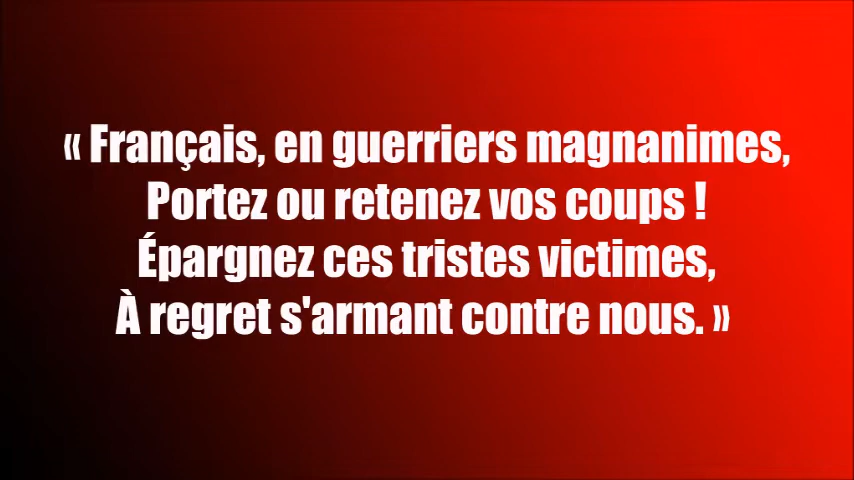 « Français, en guerriers magnanimes,
Portez ou retenez vos coups !
Épargnez ces tristes victimes,
À regret s'armant contre nous. »